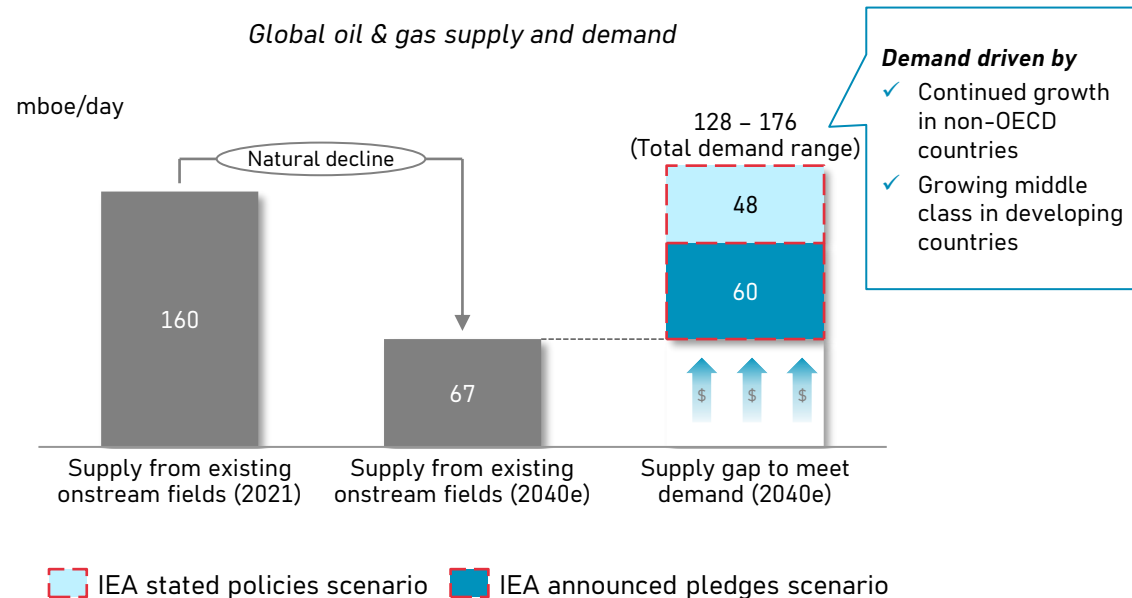 Global oil & gas supply and demand
mboe/day
Natural decline
160
67
128 – 176
(Total demand range)
48
60
$ $ $
Demand driven by
✓ Continued growth
in non-OECD
countries
✓ Growing middle
class in developing
countries
Supply from existing
onstream fields (2021)
Supply from existing
onstream fields (2040e)
Supply gap to meet
demand (2040e)
IEA stated policies scenario
IEA announced pledges scenario